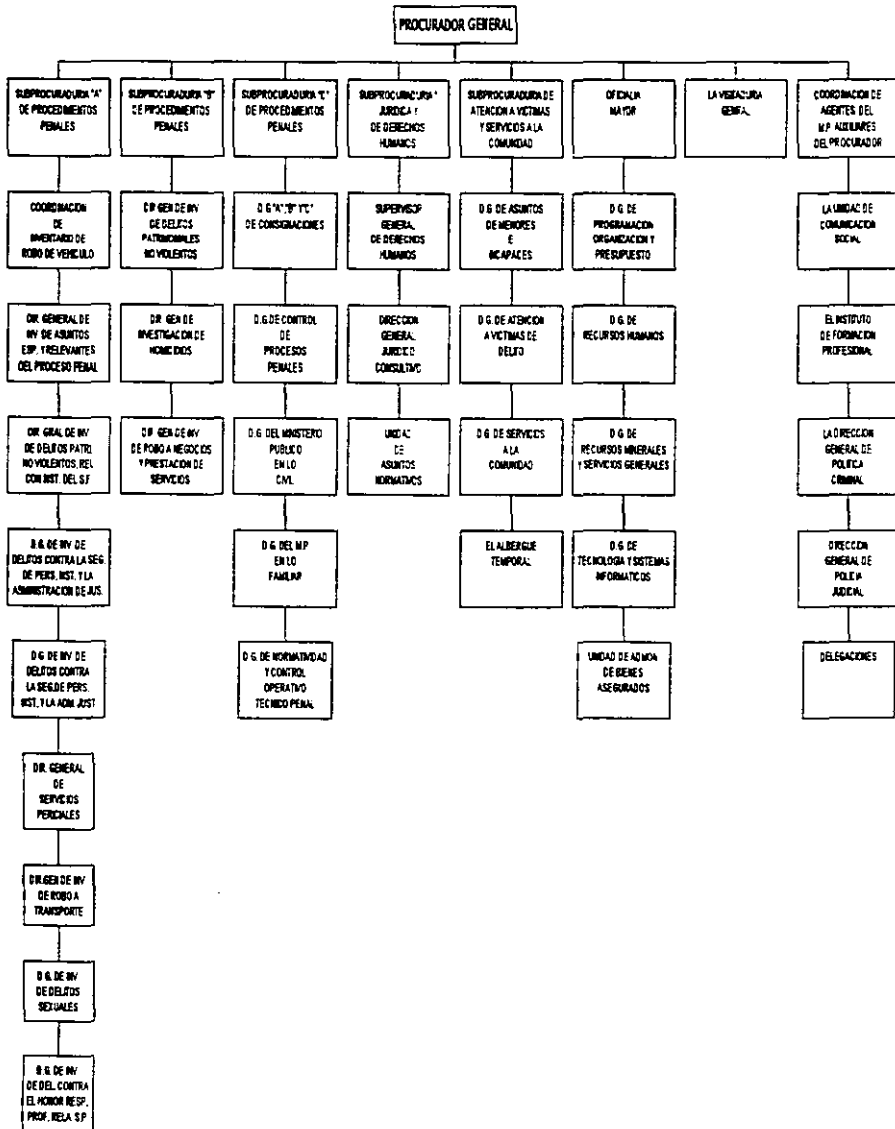 PROCURADOR GENERAL
SUBPROCURADURIA "A"
DE PROCEDIMIENTOS
PENALES
SUBPROCURADURIA "B"
DE PROCEDIMIENTOS
PENALES
SUBPROCURADURIA "C"
DE PROCEDIMIENTOS
PENALES
SUBPROCURADURIA "
JURIDICA Y
DE DERECHOS
HUMANOS
SUBPROCURADURIA DE
ATENCION A VICTIMAS
Y SERVICIOS A LA
COMUNIDAD
OFICIALIA
MAYOR
LA VISITADURIA
GENERAL
COORDINACION DE
AGENTES DEL
M.P. AUXILIARES
DEL PROCURADOR
COORDINACION
DE
INVENTARIO DE
ROBO DE VEHICULO
DIR GEN DE INV
DE DELITOS
PATRIMONIALES
NO VIOLENTOS
D.G "A", "B" Y "C"
DE CONSIGNACIONES
SUPERVISOR
GENERAL
DE DERECHOS
HUMANOS
D.G. DE ASUNTOS
DE MENORES
E
INCAPACES
D.G. DE
PROGRAMACION
ORGANIZACION Y
PRESUPUESTO
LA UNIDAD DE
COMUNICACION
SOCIAL
DIR. GENERAL DE
INV DE ASUNTOS
ESP. Y RELEVANTES
DEL PROCESO PENAL
DIR. GEN DE
INVESTIGACION DE
HOMICIDIOS
D.G. DE CONTROL
DE
PROCESOS
PENALES
DIRECCION
GENERAL
JURIDICO
CONSULTIVO
D.G. DE ATENCION
A VICTIMAS DE
DELITO
D.G. DE
RECURSOS HUMANOS
EL INSTITUTO
DE FORMACION
PROFESIONAL
DIR. GRAL DE INV
DE DELITOS PATRI.
NO VIOLENTOS, REL
CON INST. DEL S.F
DIR GEN DE INV
DE ROBO A NEGOCIOS
Y PRESTACION DE
SERVICIOS
D.G. DEL MINISTERIO
PUBLICO
EN LO
CIVIL
UNIDAD
DE
ASUNTOS
NORMATIVOS
D.G. DE SERVICIOS
A LA
COMUNIDAD
D.G. DE
RECURSOS MINERALES
Y SERVICIOS GENERALES
LA DIRECCION
GENERAL DE
POLITICA
CRIMINAL
D.G. DE INV DE
DELITOS CONTRA LA SEG.
DE PERS. INST. Y LA
ADMINISTRACION DE JUS.
D.G. DEL M.P
EN LO
FAMILIAR
EL ALBERGUE
TEMPORAL
D.G. DE
TECNOLOGIA Y SISTEMAS
INFORMATICOS
DIRECCION
GENERAL DE
POLICIA
JUDICIAL
D.G. DE INV DE
DELITOS CONTRA
LA SEG.DE PERS.
INST. Y LA ADM. JUST
D.G. DE NORMATIVIDAD
Y CONTROL
OPERATIVO
TECNICO PENAL
UNIDAD DE ADMON
DE BIENES
ASEGURADOS
DELEGACIONES
DIR. GENERAL
DE
SERVICIOS
PERICIALES
DIR.GEN DE INV
DE ROBO A
TRANSPORTE
D.G. DE INV
DE DELITOS
SEXUALES
D.G. DE INV
DE DEL. CONTRA
EL HONOR RESP.
PROF. RELA. S.P